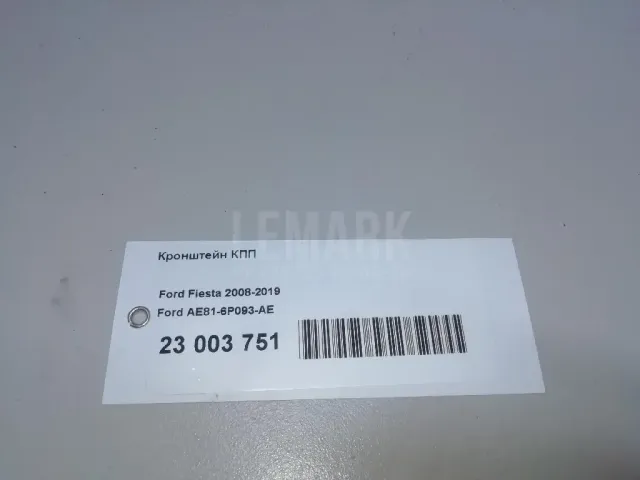 LEMARK
Кронштейн КПП
Ford Fiesta 2008-2019
Ford AE81-6P093-AE
23 003 751